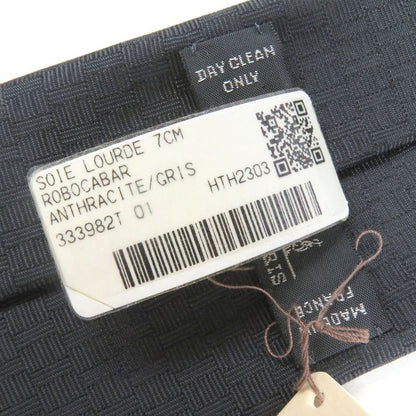 DRY CLEAN
ONLY
SOIE LOURDE 7CM
ROBOCABAR
ANTHRACITE/GRIS
HTH2303
333982T 01
MADE
FRANCE